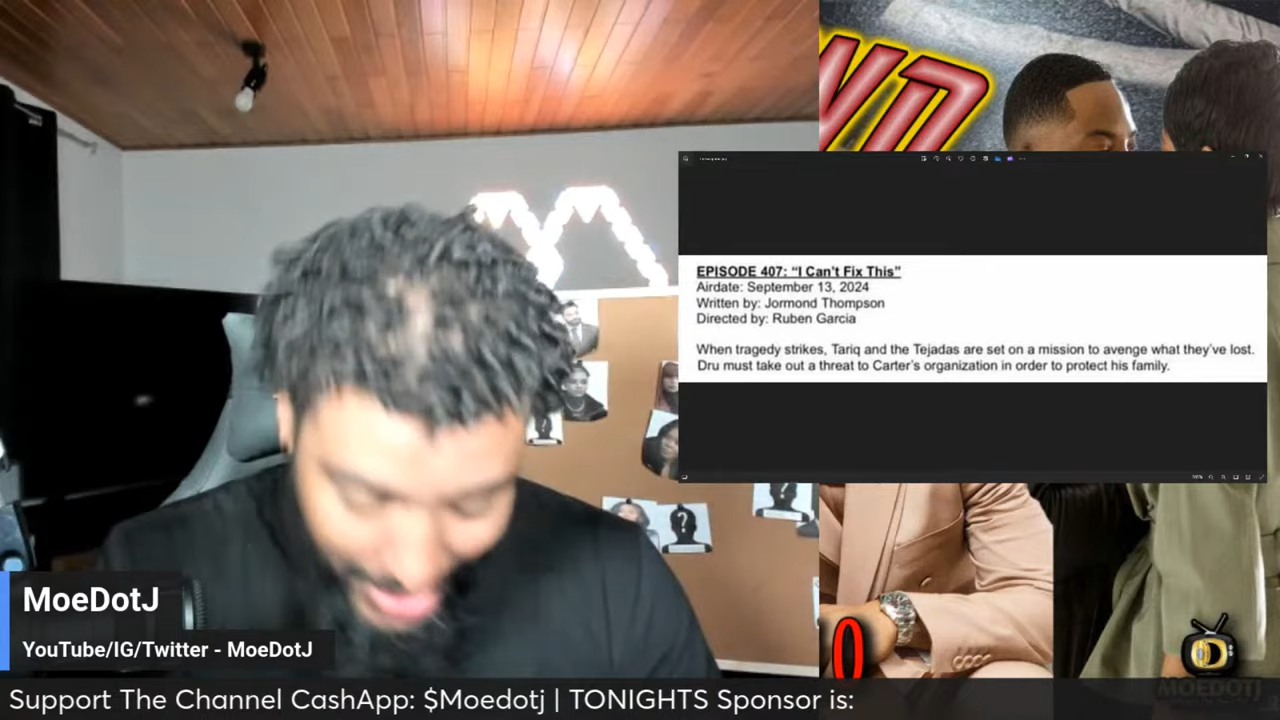 EPISODE 407: “I Can’t Fix This”
Airdate: September 13, 2024
Written by: Jormond Thompson
Directed by: Ruben Garcia
When tragedy strikes, Tariq and the Tejadas are set on a mission to avenge what they’ve lost.
Dru must take out a threat to Carter’s organization in order to protect his family.
MoeDotJ
YouTube/IG/Twitter - MoeDotJ
MOEDOTJ
Support The Channel CashApp: $Moedotj | TONIGHTS Sponsor is: